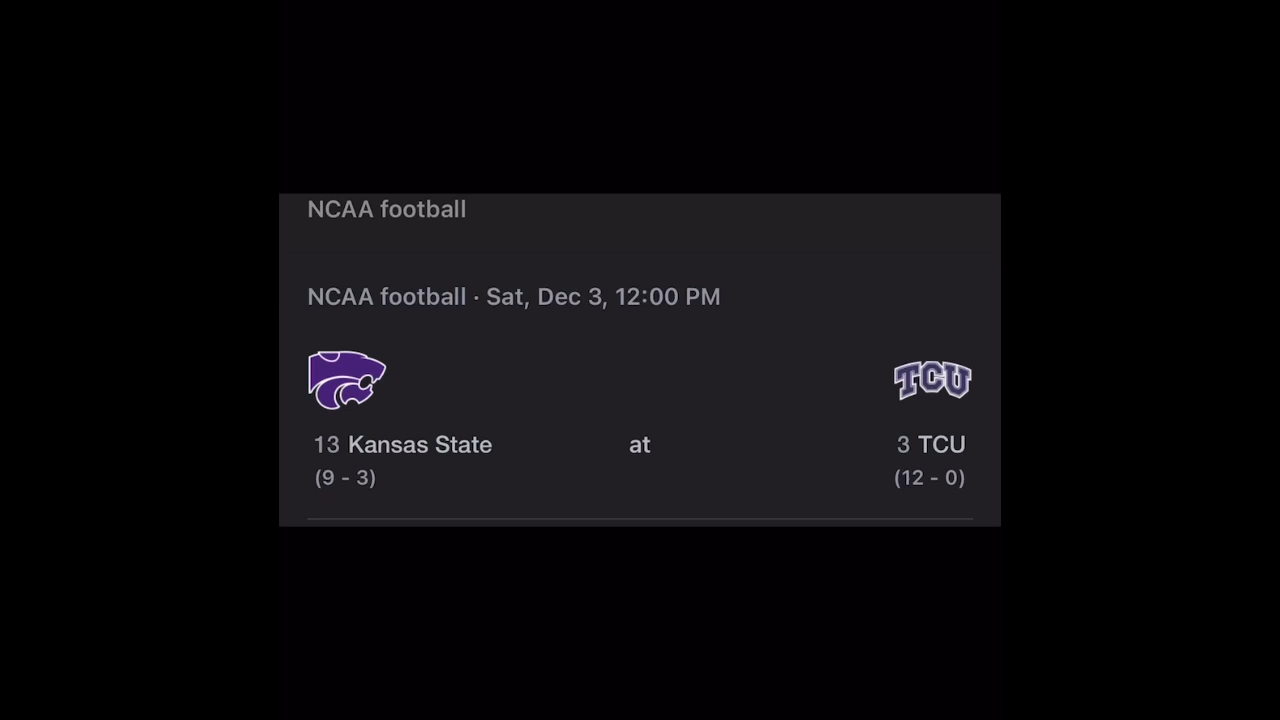 NCAA football
NCAA football · Sat, Dec 3, 12:00 PM
TCU
13 Kansas State at 3 TCU
(9 - 3) (12 - 0)